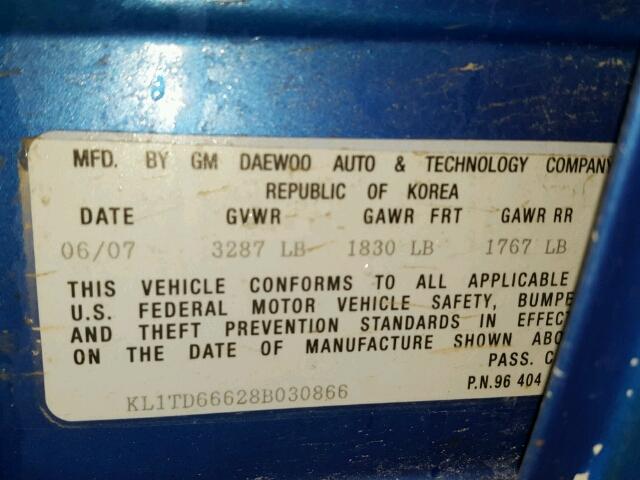 MFD. BY GM DAEWOO AUTO & TECHNOLOGY COMPANY
REPUBLIC OF KOREA
DATE GVWR GAWR FRT GAWR RR
06/07 3287 LB 1830 LB 1767 LB
THIS VEHICLE CONFORMS TO ALL APPLICABLE
U.S. FEDERAL MOTOR VEHICLE SAFETY, BUMPE
AND THEFT PREVENTION STANDARDS IN EFFECT
ON THE DATE OF MANUFACTURE SHOWN ABO
PASS. C
KL1TD66628B030866 P.N.96 404